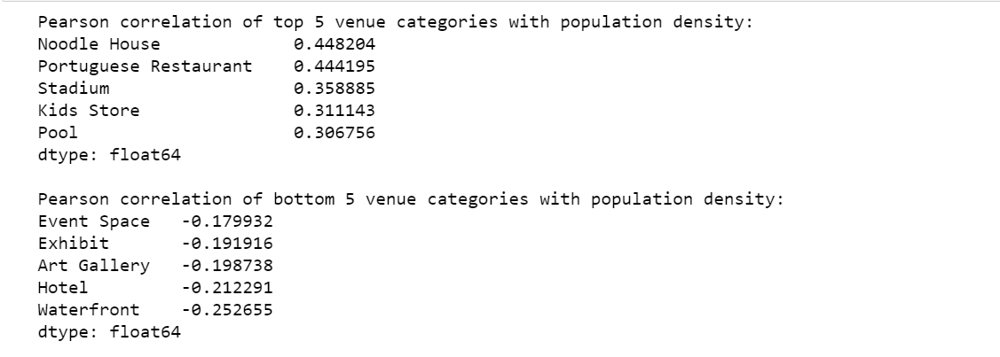 Pearson correlation of top 5 venue categories with population density:
Noodle House 0.448204
Portuguese Restaurant 0.444195
Stadium 0.358885
Kids Store 0.311143
Pool 0.306756
dtype: float64
Pearson correlation of bottom 5 venue categories with population density:
Event Space -0.179932
Exhibit -0.191916
Art Gallery -0.198738
Hotel -0.212291
Waterfront -0.252655
dtype: float64